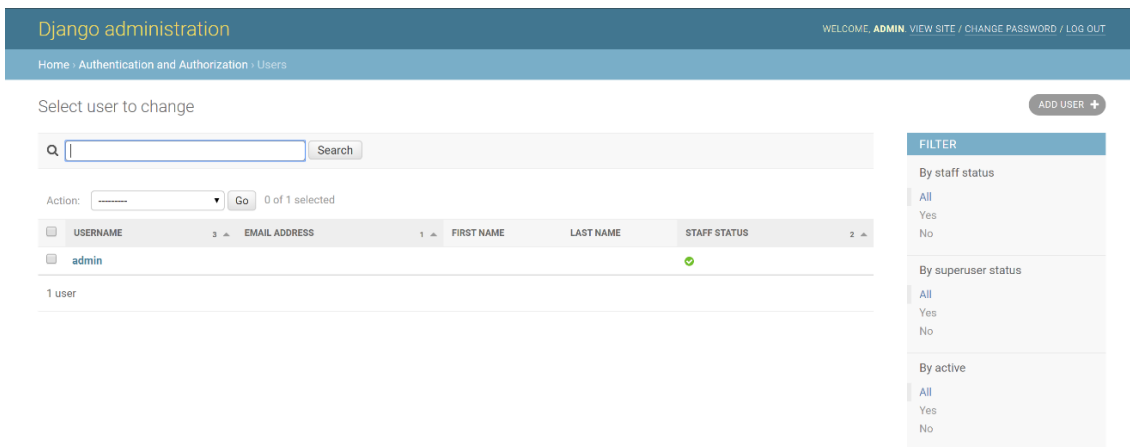 Django administration
WELCOME, ADMIN. VIEW SITE / CHANGE PASSWORD / LOG OUT
Home › Authentication and Authorization › Users
Select user to change
ADD USER +
Search
Action: --------- Go 0 of 1 selected
USERNAME 3 EMAIL ADDRESS 1 FIRST NAME LAST NAME STAFF STATUS 2
admin
1 user
FILTER
By staff status
All
Yes
No
By superuser status
All
Yes
No
By active
All
Yes
No